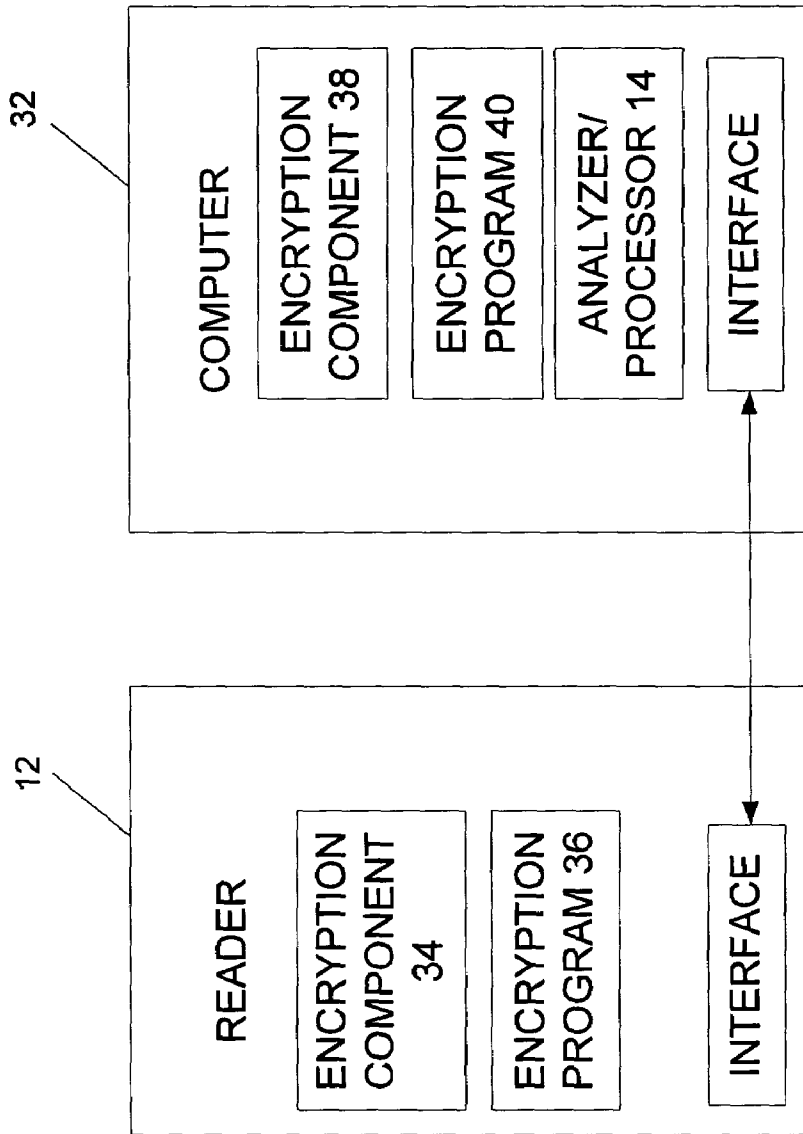 12
READER
ENCRYPTION
COMPONENT
34
ENCRYPTION
PROGRAM 36
INTERFACE
32
COMPUTER
ENCRYPTION
COMPONENT 38
ENCRYPTION
PROGRAM 40
ANALYZER/
PROCESSOR 14
INTERFACE